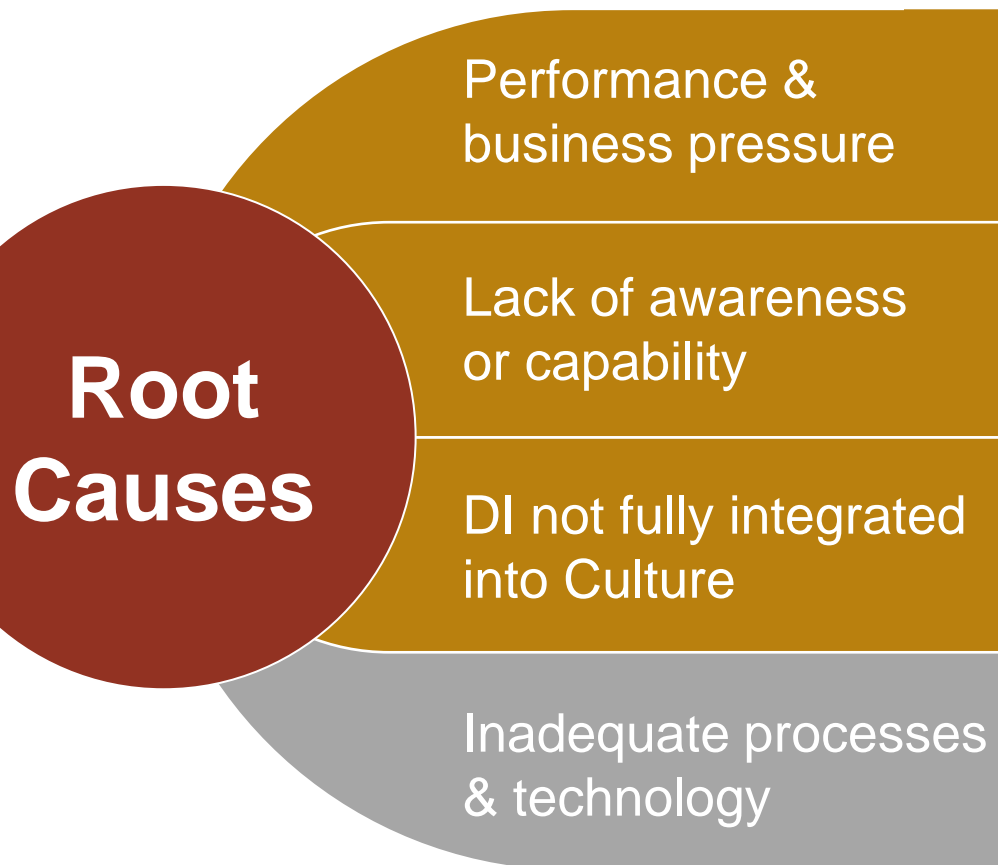 Root
Causes
Performance &
business pressure
Lack of awareness
or capability
DI not fully integrated
into Culture
Inadequate processes
& technology